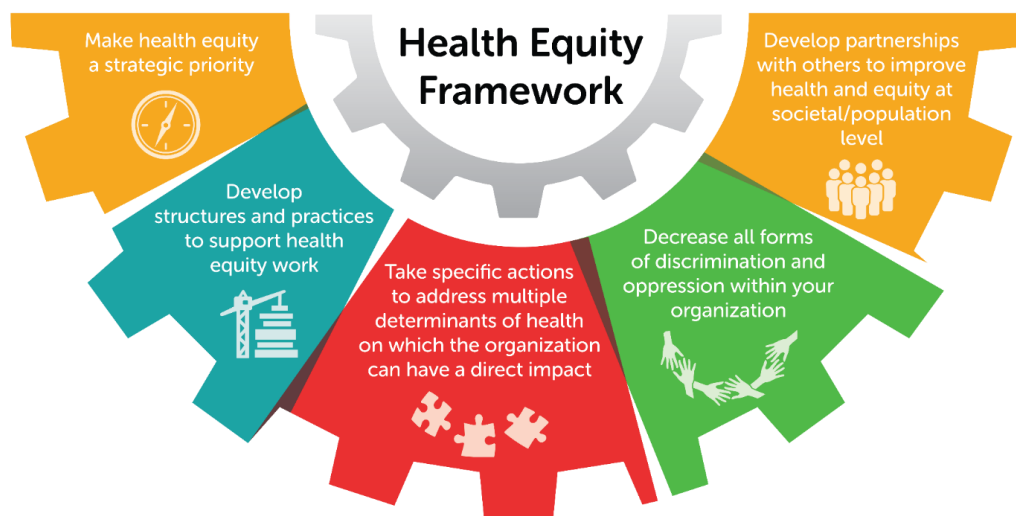 Health Equity
Framework
Make health equity
a strategic priority
Develop
structures and practices
to support health
equity work
Take specific actions
to address multiple
determinants of health
on which the organization
can have a direct impact
Decrease all forms
of discrimination and
oppression within your
organization
Develop partnerships
with others to improve
health and equity at
societal/population
level